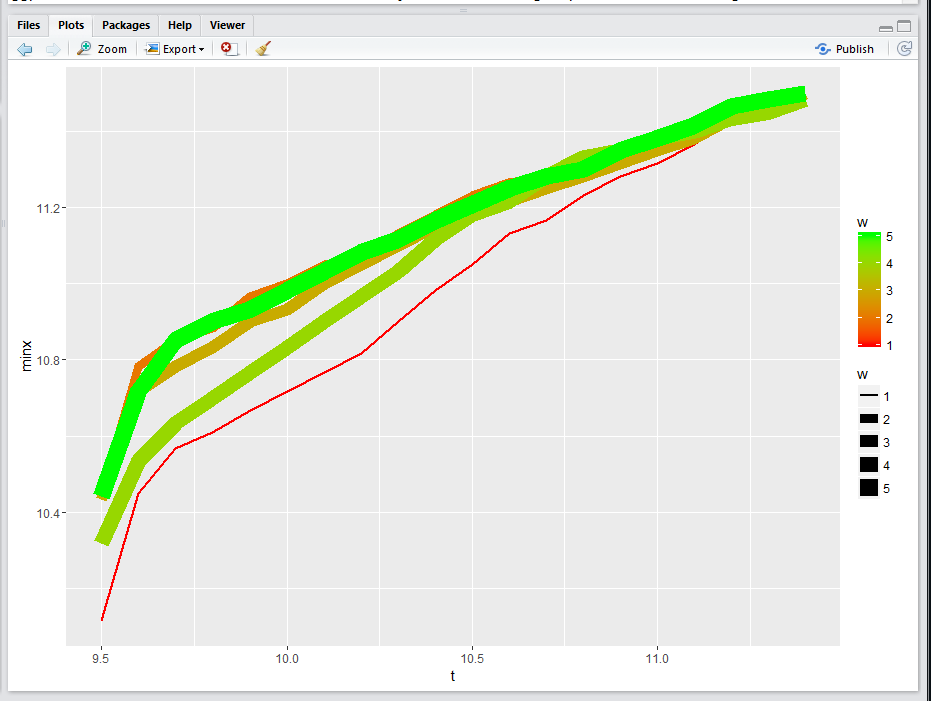 Files Plots Packages Help Viewer
Zoom Export Publish
11.2
10.8
10.4
minx
9.5 10.0 10.5 11.0
t
w
5
4
3
2
1
w
1
2
3
4
5